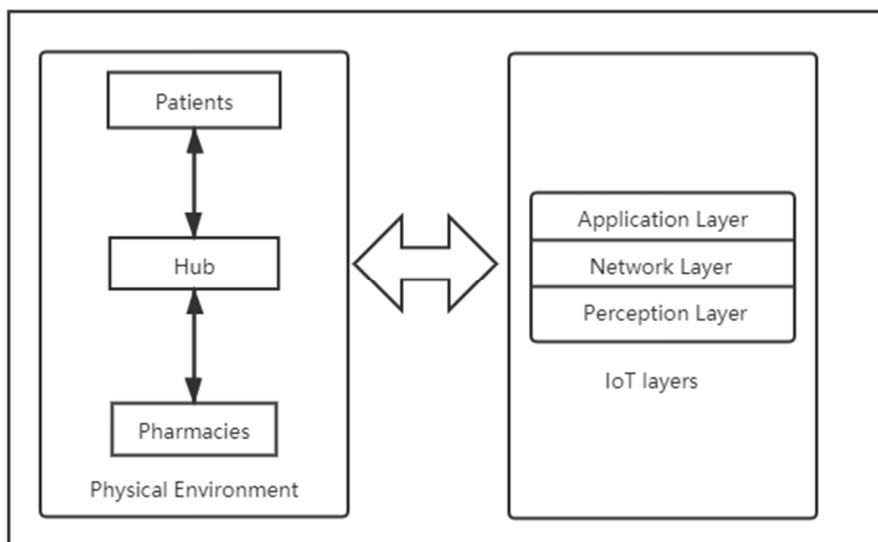 Patients
Hub
Pharmacies
Physical Environment
Application Layer
Network Layer
Perception Layer
IoT layers